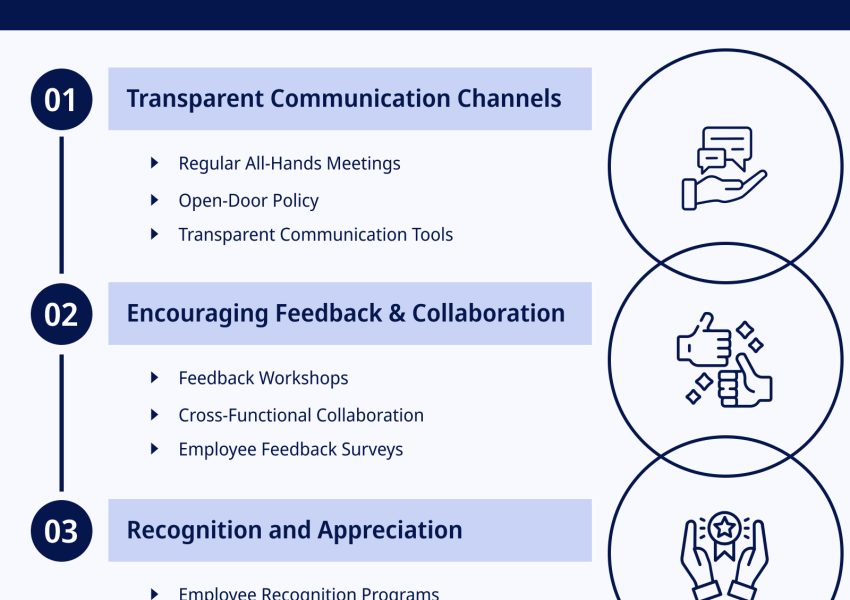 01
Transparent Communication Channels
Regular All-Hands Meetings
Open-Door Policy
Transparent Communication Tools
02
Encouraging Feedback & Collaboration
Feedback Workshops
Cross-Functional Collaboration
Employee Feedback Surveys
03
Recognition and Appreciation
Employee Recognition Programs